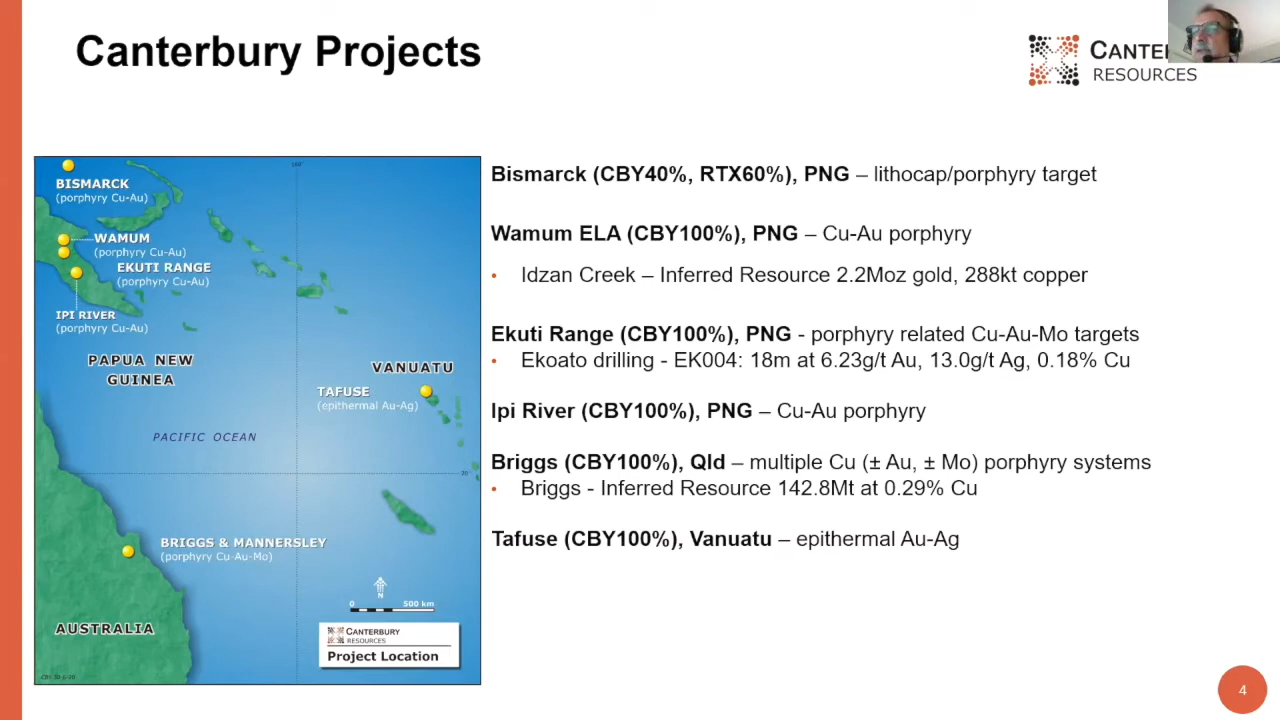 Canterbury Projects
RESOURCES
Bismarck (CBY40%, RTX60%), PNG – lithocap/porphyry target
Wamum ELA (CBY100%), PNG – Cu-Au porphyry
• Idzan Creek – Inferred Resource 2.2Moz gold, 288kt copper
Ekuti Range (CBY100%), PNG - porphyry related Cu-Au-Mo targets
• Ekoato drilling - EK004: 18m at 6.23g/t Au, 13.0g/t Ag, 0.18% Cu
Ipi River (CBY100%), PNG – Cu-Au porphyry
Briggs (CBY100%), Qld – multiple Cu (± Au, ± Mo) porphyry systems
• Briggs - Inferred Resource 142.8Mt at 0.29% Cu
Tafuse (CBY100%), Vanuatu – epithermal Au-Ag
BISMARCK
(porphyry Cu-Au)
WAMUM
(porphyry Cu-Au)
EKUTI RANGE
(porphyry Cu-Au)
IPI RIVER
(porphyry Cu-Au)
PAPUA NEW
GUINEA
VANUATU
TAFUSE
(epithermal Au-Ag)
PACIFIC OCEAN
20
BRIGGS & MANNERSLEY
(porphyry Cu-Au-Mo)
N
0 500 km
AUSTRALIA
CANTERBURY
RESOURCES
Project Location
4